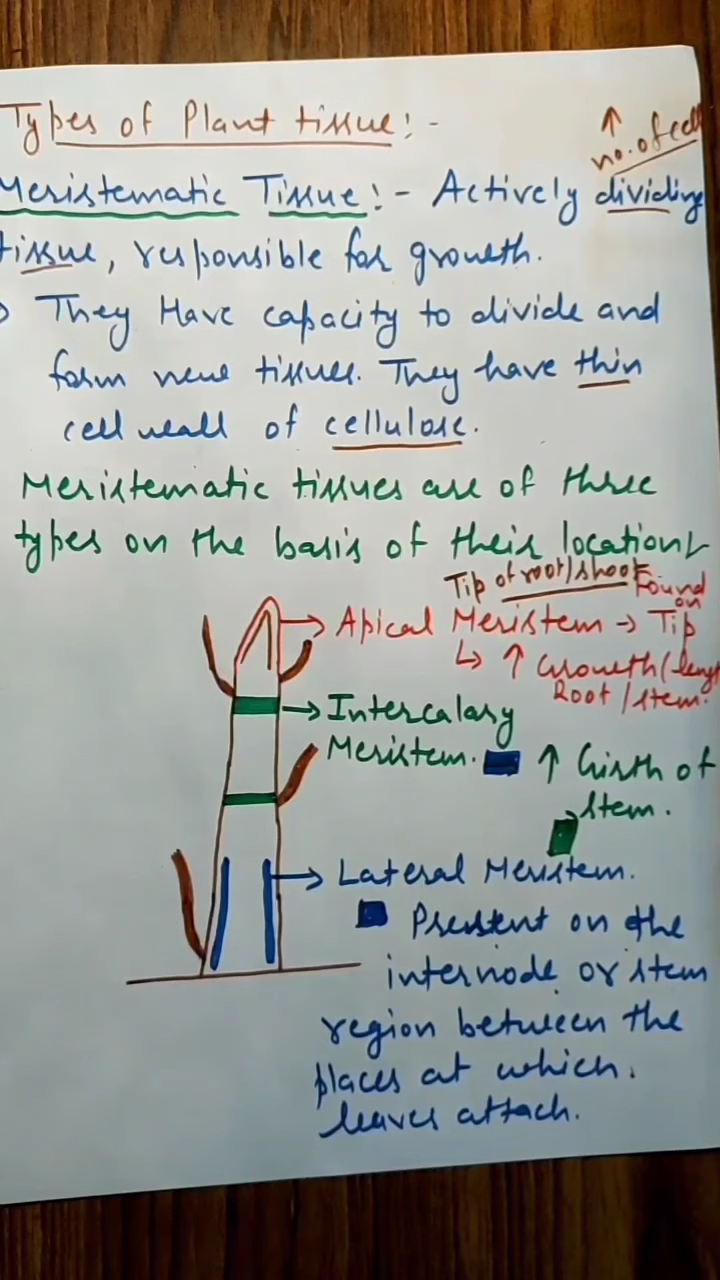 Types of Plant tissue:-
↑
no. of cell
Meristematic Tissue:- Actively dividing
tissue, responsible for growth.
They Have capacity to divide and
form new tissues. They have thin
cell wall of cellulose.
Meristematic tissues are of three
types on the basis of their location
Tip of root/shoot
Found
on
→ Apical Meristem → Tip
↳ ↑ Growth (leng
Root / stem.
→ Intercalary
Meristem.
↑ Girth of
stem.
→ Lateral Meristem.
Present on the
internode or stem
region between the
places at which.
leaves attach.